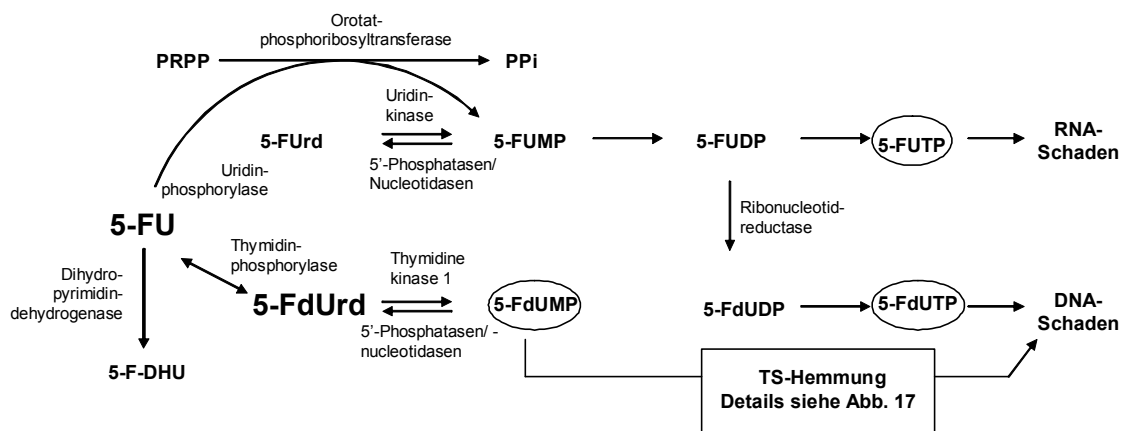 Orotat-
phosphoribosyltransferase
PRPP
PPi
Uridin-
kinase
5-FUrd
5-FUMP
5-FUDP
5-FUTP
RNA-
Schaden
5'-Phosphatasen/
Nucleotidasen
Uridin-
phosphorylase
5-FU
Ribonucleotid-
reductase
Thymidin-
phosphorylase
Thymidine
kinase 1
Dihydro-
pyrimidin-
dehydrogenase
5-FdUrd
5-FdUMP
5-FdUDP
5-FdUTP
DNA-
Schaden
5'-Phosphatasen/ -
nucleotidasen
5-F-DHU
TS-Hemmung
Details siehe Abb. 17